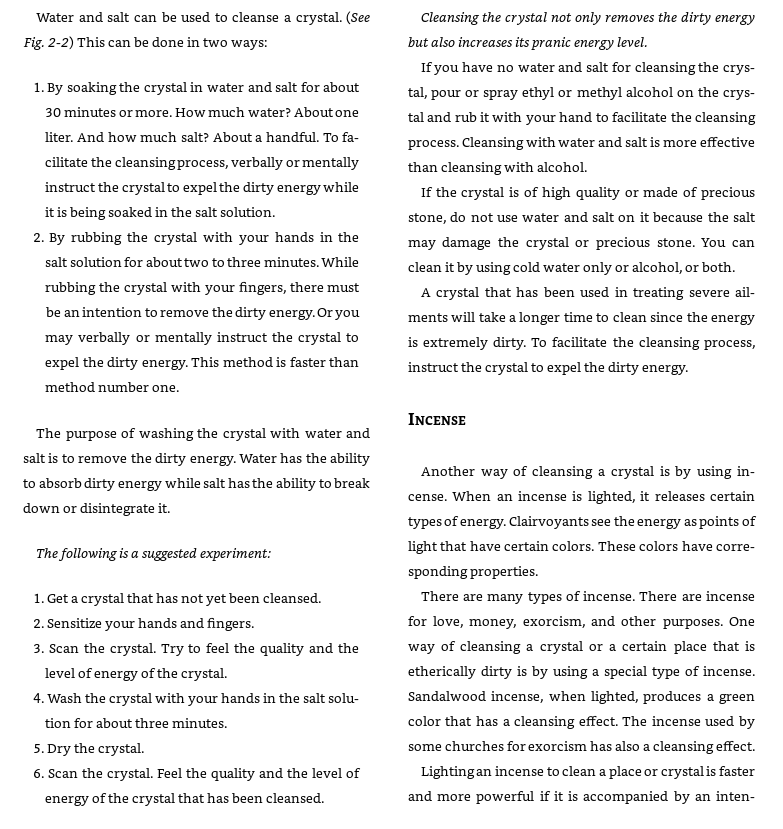 Water and salt can be used to cleanse a crystal. (See
Fig. 2-2) This can be done in two ways:
1. By soaking the crystal in water and salt for about
30 minutes or more. How much water? About one
liter. And how much salt? About a handful. To fa-
cilitate the cleansing process, verbally or mentally
instruct the crystal to expel the dirty energy while
it is being soaked in the salt solution.
2. By rubbing the crystal with your hands in the
salt solution for about two to three minutes. While
rubbing the crystal with your fingers, there must
be an intention to remove the dirty energy. Or you
may verbally or mentally instruct the crystal to
expel the dirty energy. This method is faster than
method number one.
The purpose of washing the crystal with water and
salt is to remove the dirty energy. Water has the ability
to absorb dirty energy while salt has the ability to break
down or disintegrate it.
The following is a suggested experiment:
1. Get a crystal that has not yet been cleansed.
2. Sensitize your hands and fingers.
3. Scan the crystal. Try to feel the quality and the
level of energy of the crystal.
4. Wash the crystal with your hands in the salt solu-
tion for about three minutes.
5. Dry the crystal.
6. Scan the crystal. Feel the quality and the level of
energy of the crystal that has been cleansed.
Cleansing the crystal not only removes the dirty energy
but also increases its pranic energy level.
If you have no water and salt for cleansing the crys-
tal, pour or spray ethyl or methyl alcohol on the crys-
tal and rub it with your hand to facilitate the cleansing
process. Cleansing with water and salt is more effective
than cleansing with alcohol.
If the crystal is of high quality or made of precious
stone, do not use water and salt on it because the salt
may damage the crystal or precious stone. You can
clean it by using cold water only or alcohol, or both.
A crystal that has been used in treating severe ail-
ments will take a longer time to clean since the energy
is extremely dirty. To facilitate the cleansing process,
instruct the crystal to expel the dirty energy.
INCENSE
Another way of cleansing a crystal is by using in-
cense. When an incense is lighted, it releases certain
types of energy. Clairvoyants see the energy as points of
light that have certain colors. These colors have corre-
sponding properties.
There are many types of incense. There are incense
for love, money, exorcism, and other purposes. One
way of cleansing a crystal or a certain place that is
etherically dirty is by using a special type of incense.
Sandalwood incense, when lighted, produces a green
color that has a cleansing effect. The incense used by
some churches for exorcism has also a cleansing effect.
Lighting an incense to clean a place or crystal is faster
and more powerful if it is accompanied by an inten-